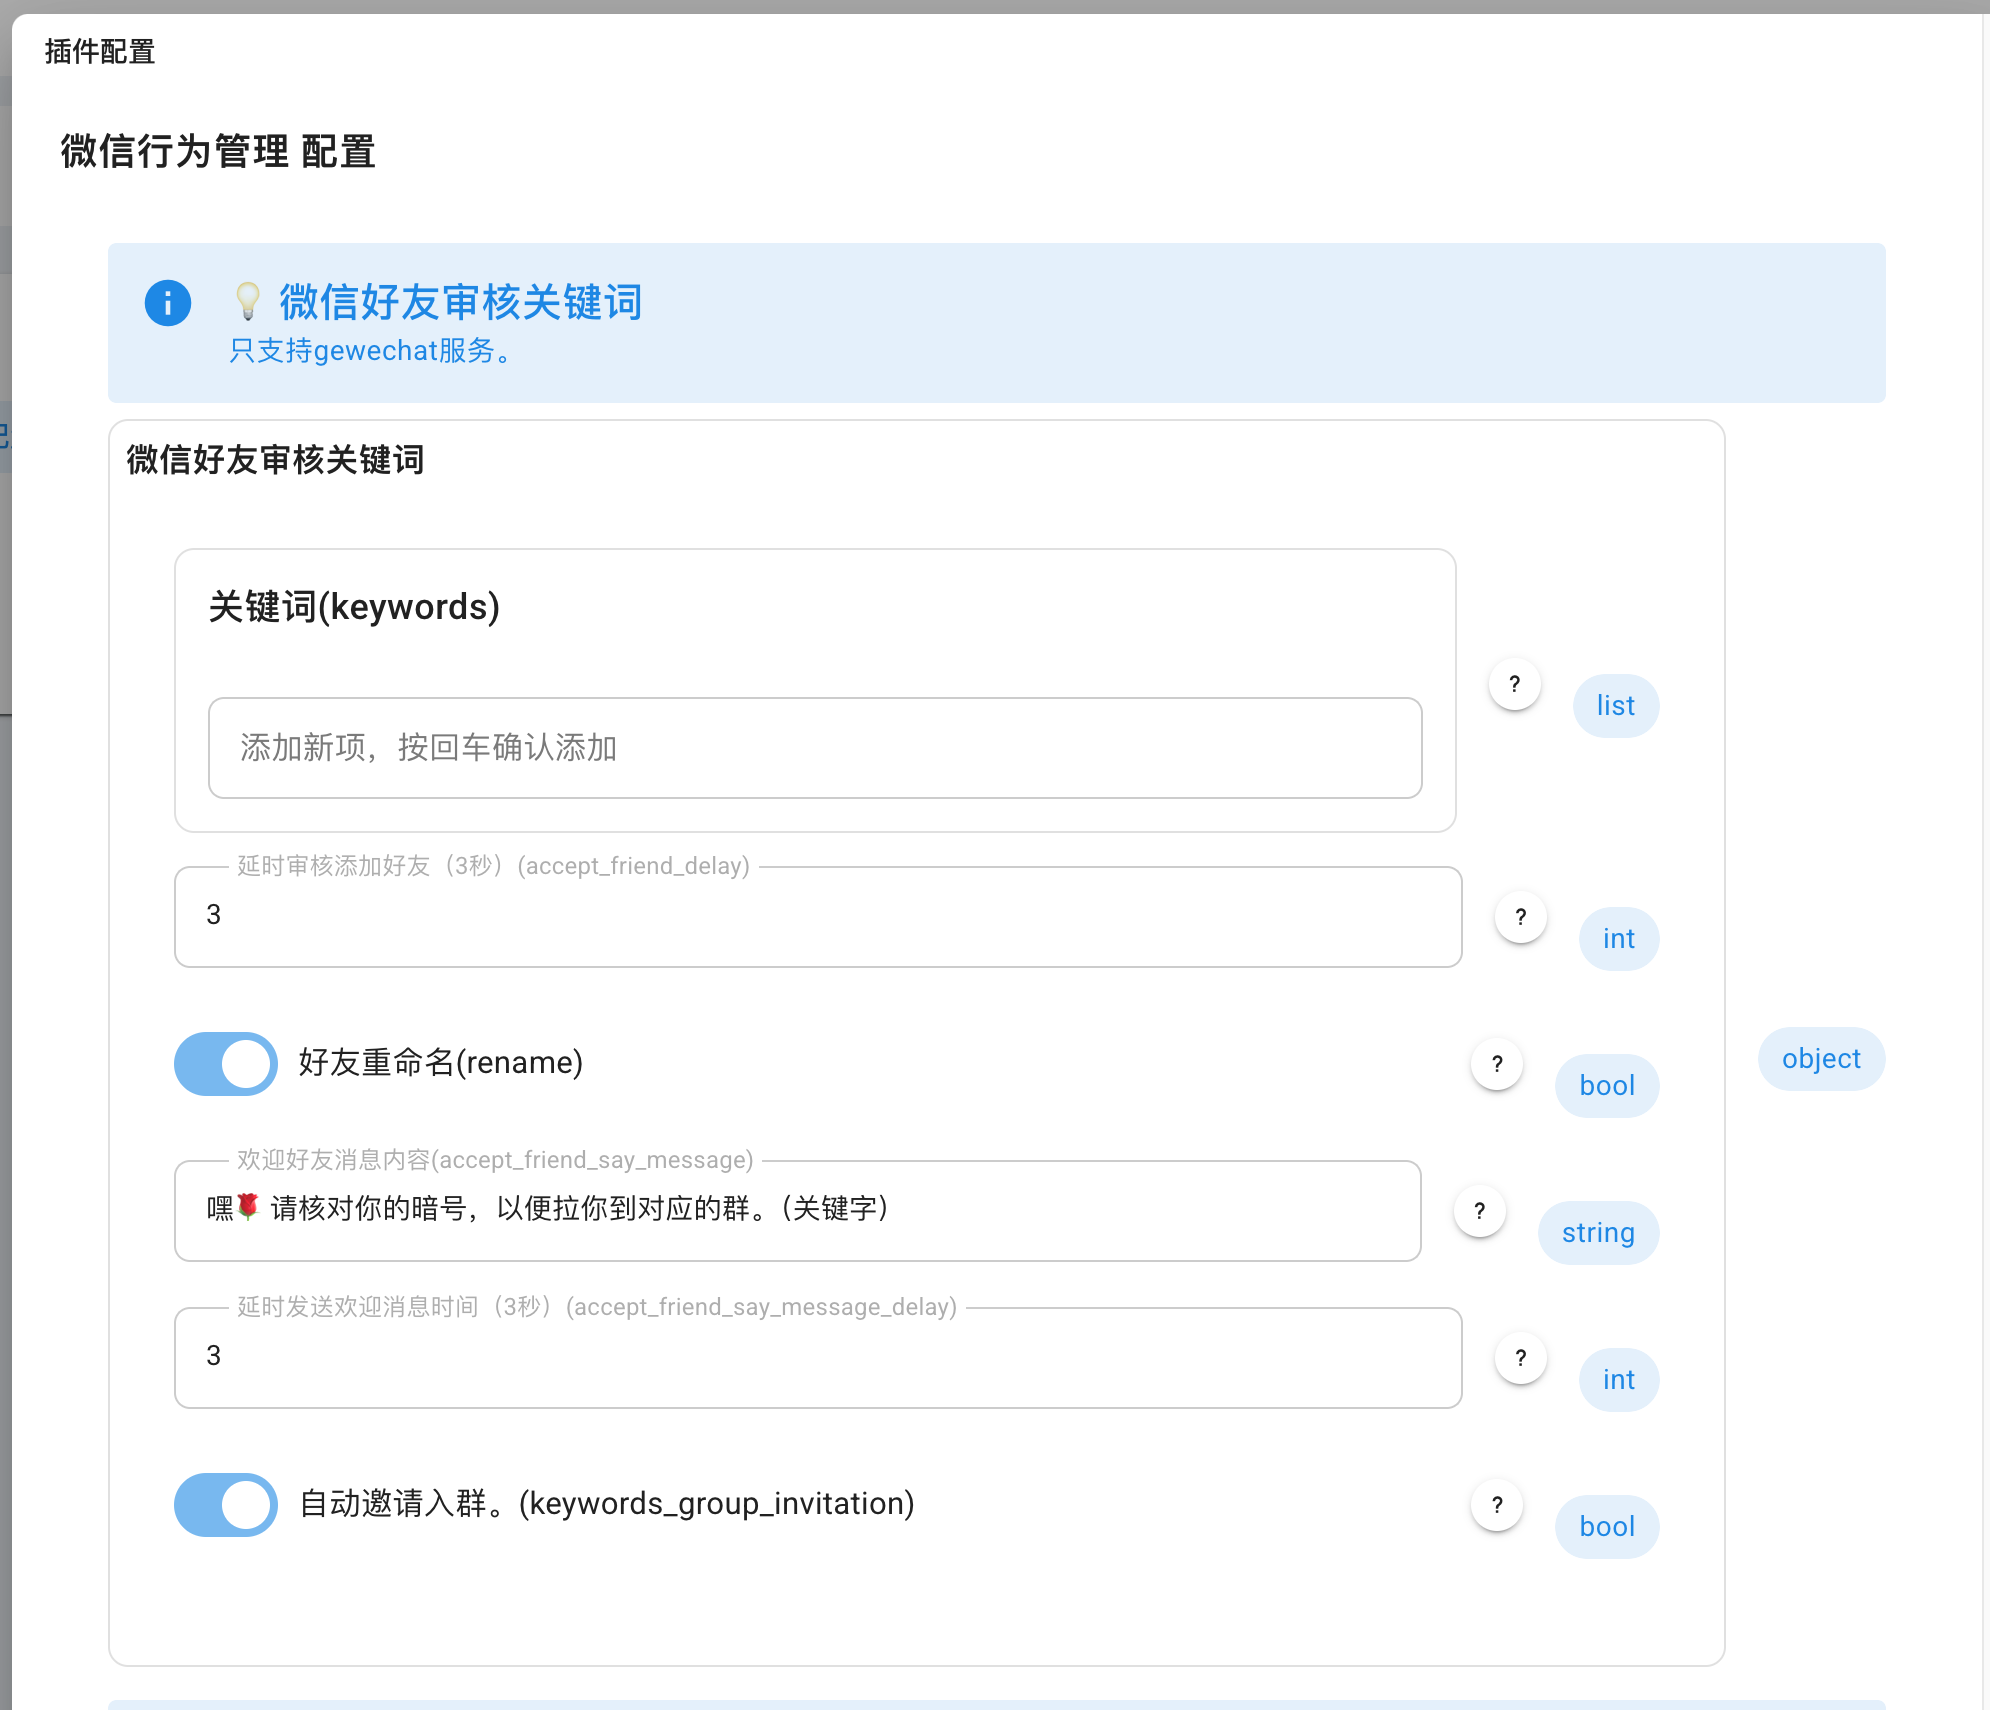 插件配置
微信行为管理 配置
💡 微信好友审核关键词
只支持gewechat服务。
微信好友审核关键词
关键词(keywords)
添加新项，按回车确认添加
?
list
延时审核添加好友（3秒）(accept_friend_delay)
3
?
int
好友重命名(rename)
?
bool
object
欢迎好友消息内容(accept_friend_say_message)
嘿🌹 请核对你的暗号，以便拉你到对应的群。（关键字）
?
string
延时发送欢迎消息时间（3秒）(accept_friend_say_message_delay)
3
?
int
自动邀请入群。(keywords_group_invitation)
?
bool